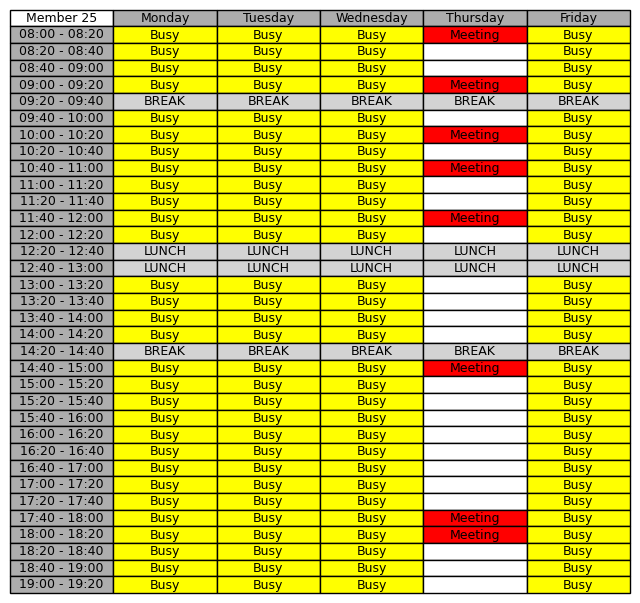 Member 25 Monday Tuesday Wednesday Thursday Friday
08:00 - 08:20 Busy Busy Busy Meeting Busy
08:20 - 08:40 Busy Busy Busy Busy
08:40 - 09:00 Busy Busy Busy Busy
09:00 - 09:20 Busy Busy Busy Meeting Busy
09:20 - 09:40 BREAK BREAK BREAK BREAK BREAK
09:40 - 10:00 Busy Busy Busy Busy
10:00 - 10:20 Busy Busy Busy Meeting Busy
10:20 - 10:40 Busy Busy Busy Busy
10:40 - 11:00 Busy Busy Busy Meeting Busy
11:00 - 11:20 Busy Busy Busy Busy
11:20 - 11:40 Busy Busy Busy Busy
11:40 - 12:00 Busy Busy Busy Meeting Busy
12:00 - 12:20 Busy Busy Busy Busy
12:20 - 12:40 LUNCH LUNCH LUNCH LUNCH LUNCH
12:40 - 13:00 LUNCH LUNCH LUNCH LUNCH LUNCH
13:00 - 13:20 Busy Busy Busy Busy
13:20 - 13:40 Busy Busy Busy Busy
13:40 - 14:00 Busy Busy Busy Busy
14:00 - 14:20 Busy Busy Busy Busy
14:20 - 14:40 BREAK BREAK BREAK BREAK BREAK
14:40 - 15:00 Busy Busy Busy Meeting Busy
15:00 - 15:20 Busy Busy Busy Busy
15:20 - 15:40 Busy Busy Busy Busy
15:40 - 16:00 Busy Busy Busy Busy
16:00 - 16:20 Busy Busy Busy Busy
16:20 - 16:40 Busy Busy Busy Busy
16:40 - 17:00 Busy Busy Busy Busy
17:00 - 17:20 Busy Busy Busy Busy
17:20 - 17:40 Busy Busy Busy Busy
17:40 - 18:00 Busy Busy Busy Meeting Busy
18:00 - 18:20 Busy Busy Busy Meeting Busy
18:20 - 18:40 Busy Busy Busy Busy
18:40 - 19:00 Busy Busy Busy Busy
19:00 - 19:20 Busy Busy Busy Busy